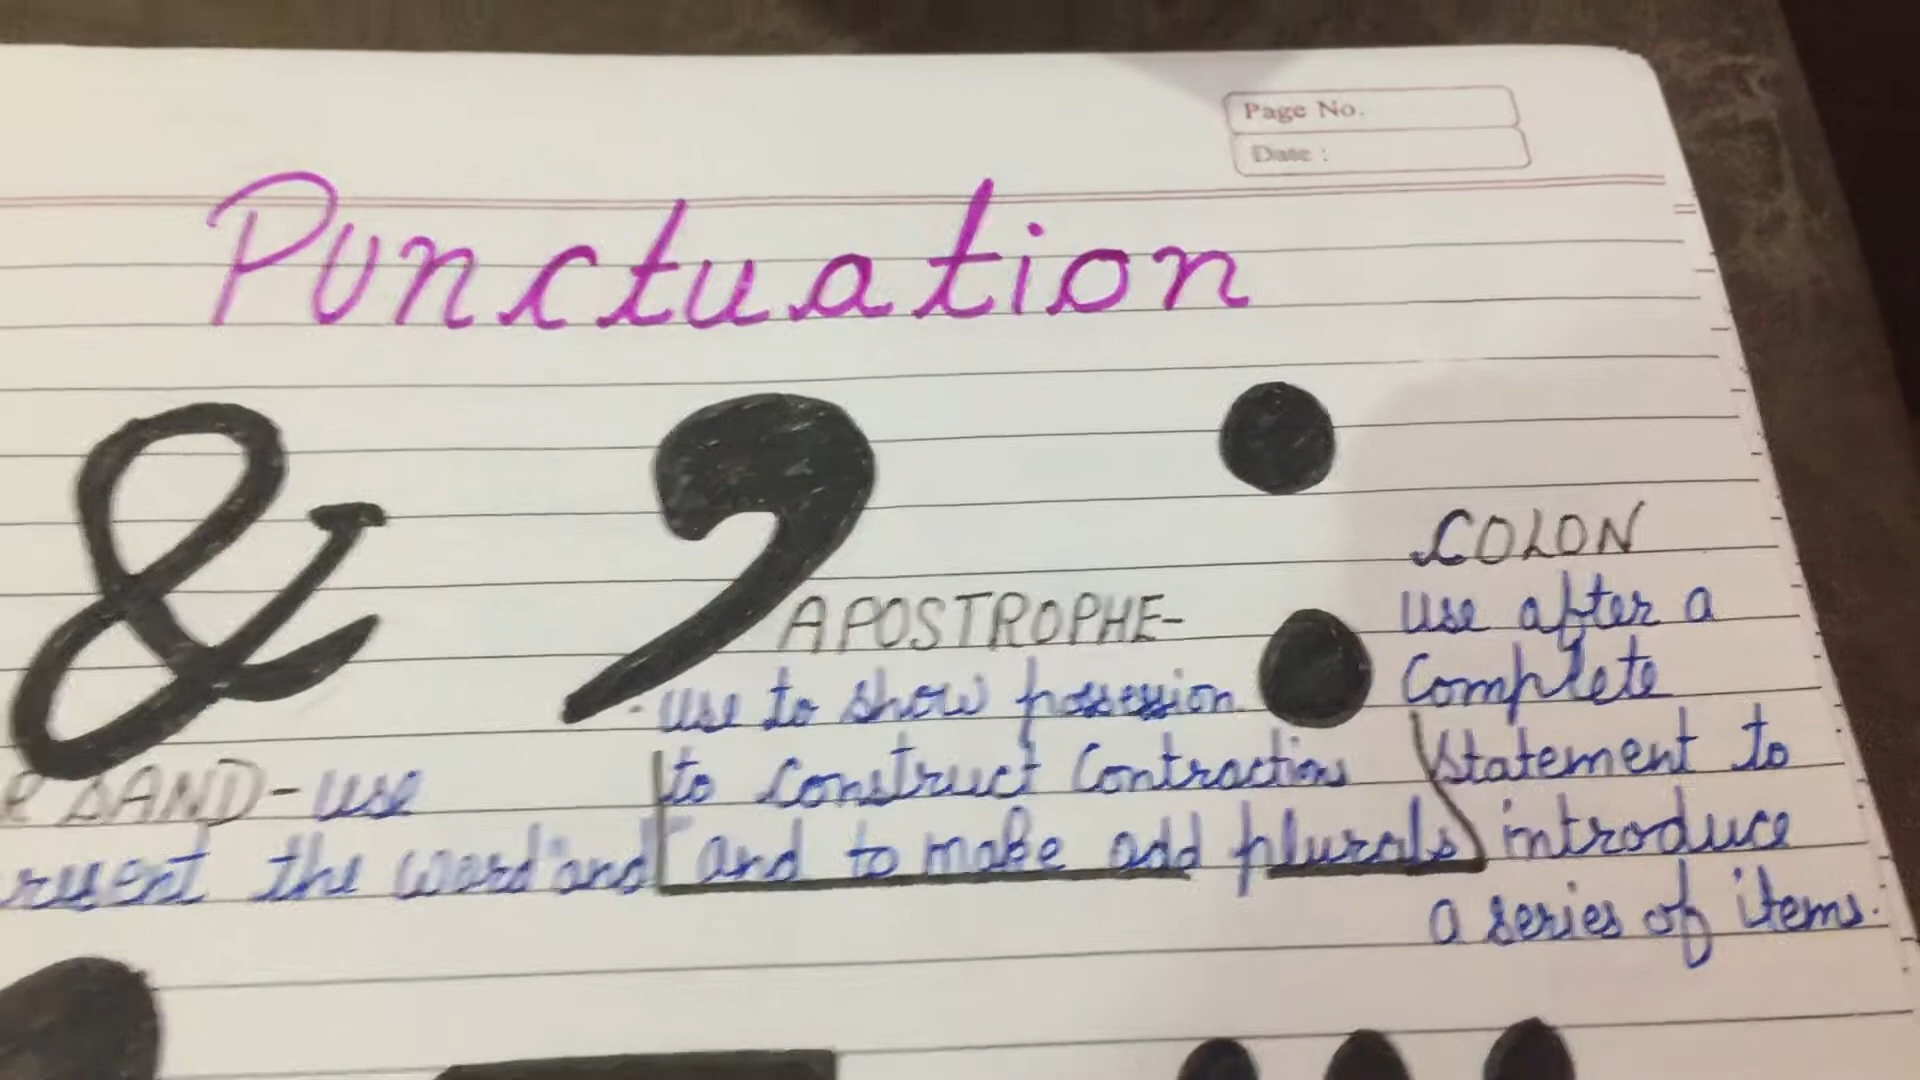 Page No.
Date :
Punctuation
&
,
:
COLON
use after a
Complete
statement to
introduce
a series of items.
APOSTROPHE-
use to show possession
to construct contractions
and to make add plurals
AND-use
the word "and"